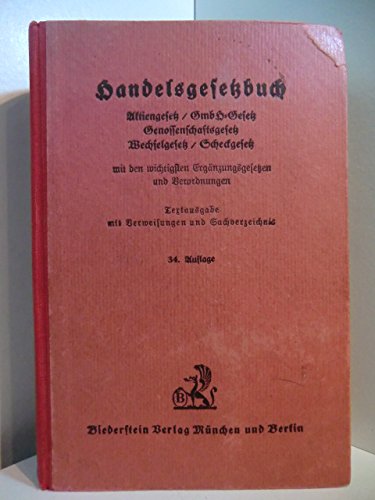 Handelsgesetzbuch
Aktiengesetz / GmbH=Gesetz
Genossenschaftsgesetz
Wechselgesetz / Scheckgesetz
mit den wichtigsten Ergänzungsgesetzen
und Verordnungen
Textausgabe
mit Verweisungen und Sachverzeichnis
34. Auflage
B
Biederstein Verlag München und Berlin